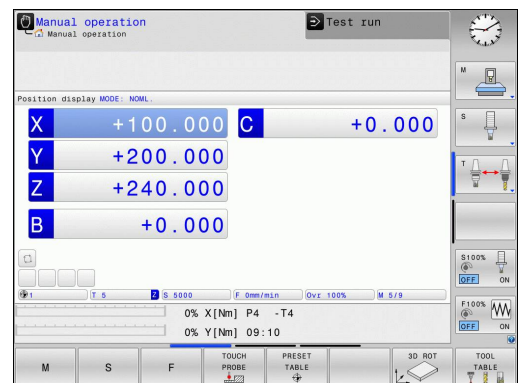 Manual operation
Manual operation
Test run
Position display MODE: NOML.
X +100.000 C +0.000
Y +200.000
Z +240.000
B +0.000
1 T 5 Z S 5000 F 0mm/min Ovr 100% M 5/9
0% X[Nm] P4 -T4
0% Y[Nm] 09:10
M
S
T
S100%
OFF ON
F100%
OFF ON
M S F TOUCH PROBE PRESET TABLE 3D ROT TOOL TABLE